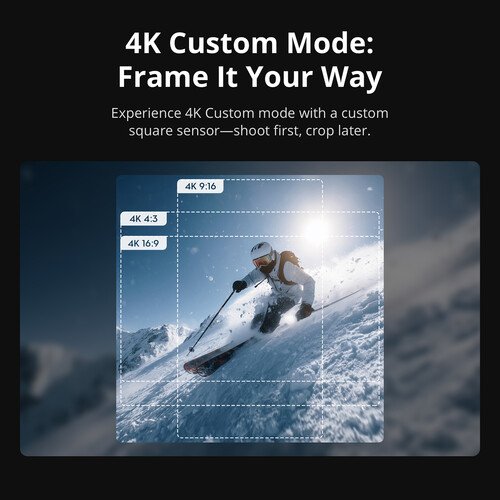 4K Custom Mode:
Frame It Your Way
Experience 4K Custom mode with a custom
square sensor—shoot first, crop later.
4K 9:16
4K 4:3
4K 16:9